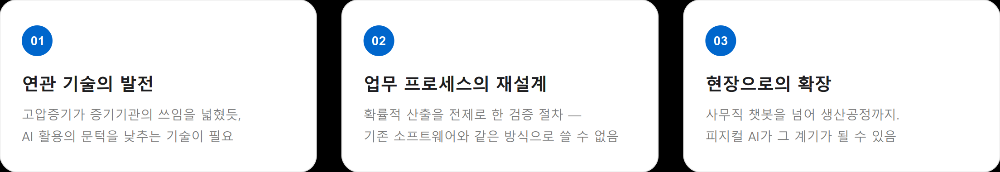 01
연관 기술의 발전
고압증기가 증기기관의 쓰임을 넓혔듯,
AI 활용의 문턱을 낮추는 기술이 필요
02
업무 프로세스의 재설계
확률적 산출을 전제로 한 검증 절차 —
기존 소프트웨어와 같은 방식으로 쓸 수 없음
03
현장으로의 확장
사무직 챗봇을 넘어 생산공정까지.
피지컬 AI가 그 계기가 될 수 있음